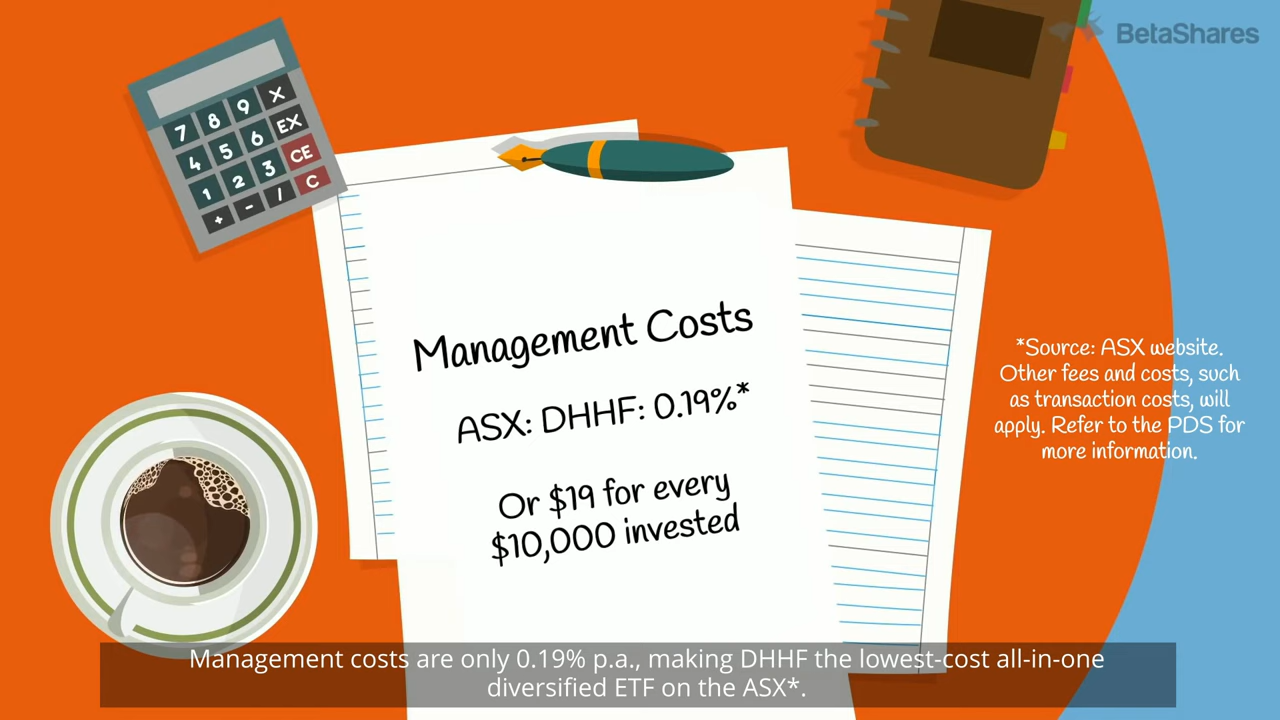 BetaShares
7 8 9 X
4 5 6 EX
1 2 3 CE
+ - / C
Management Costs
ASX: DHHF: 0.19%*
Or $19 for every
$10,000 invested
*Source: ASX website.
Other fees and costs, such
as transaction costs, will
apply. Refer to the PDS for
more information.
Management costs are only 0.19% p.a., making DHHF the lowest-cost all-in-one
diversified ETF on the ASX*.